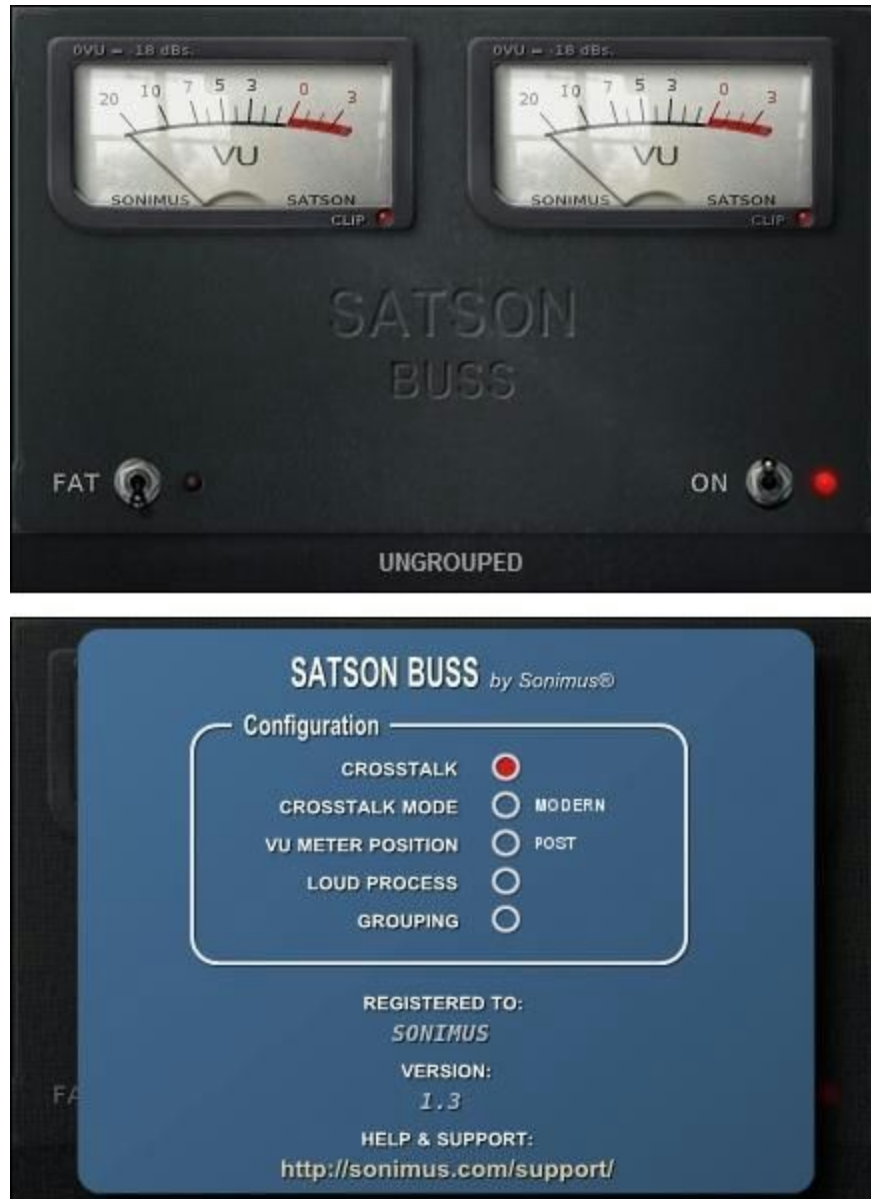 0VU = -18 dBs.
20 10 7 5 3 0 3
VU
SONIMUS SATSON
CLIP
0VU = -18 dBs.
20 10 7 5 3 0 3
VU
SONIMUS SATSON
CLIP
SATSON
BUSS
FAT ON
UNGROUPED
SATSON BUSS by Sonimus®
Configuration
CROSSTALK
CROSSTALK MODE MODERN
VU METER POSITION POST
LOUD PROCESS
GROUPING
REGISTERED TO:
SONIMUS
VERSION:
1.3
HELP & SUPPORT:
http://sonimus.com/support/
FA